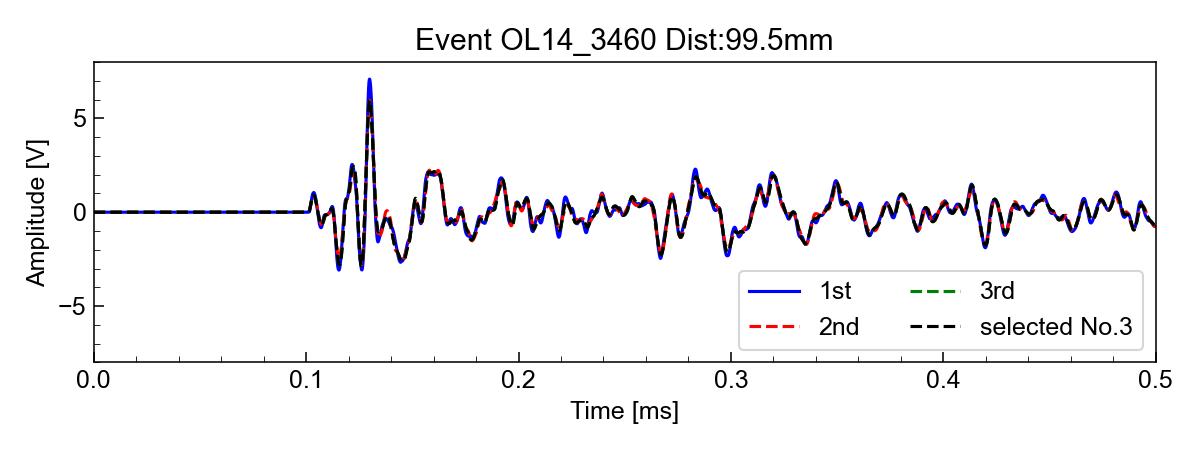 Event OL14_3460 Dist:99.5mm
Amplitude [V]
5
0
−5
1st
2nd
3rd
selected No.3
0.0 0.1 0.2 0.3 0.4 0.5
Time [ms]